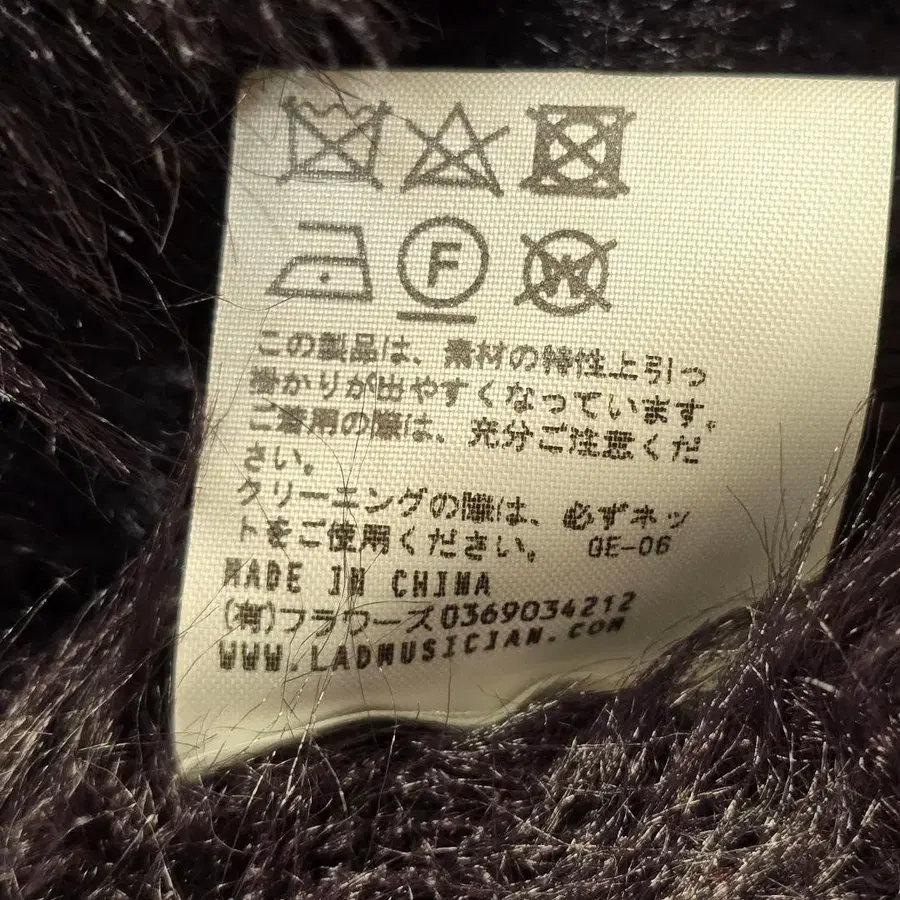 F
W
この製品は、素材の特性上引っ
掛かりが出やすくなっています。
ご着用の際は、充分ご注意くだ
さい。
クリーニングの際は、必ずネッ
トをご使用ください。 OE-06
MADE IN CHINA
(有)フラワーズ0369034212
WWW.LADMUSICIAN.COM